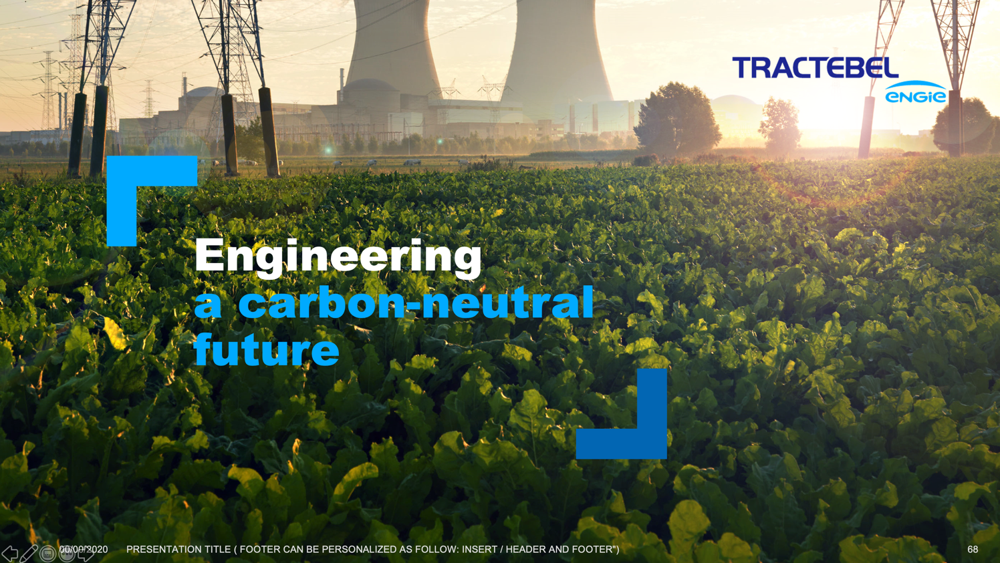 TRACTEBEL
ENGIE
Engineering
a carbon-neutral
future
00/00/2020 PRESENTATION TITLE ( FOOTER CAN BE PERSONALIZED AS FOLLOW: INSERT / HEADER AND FOOTER") 68